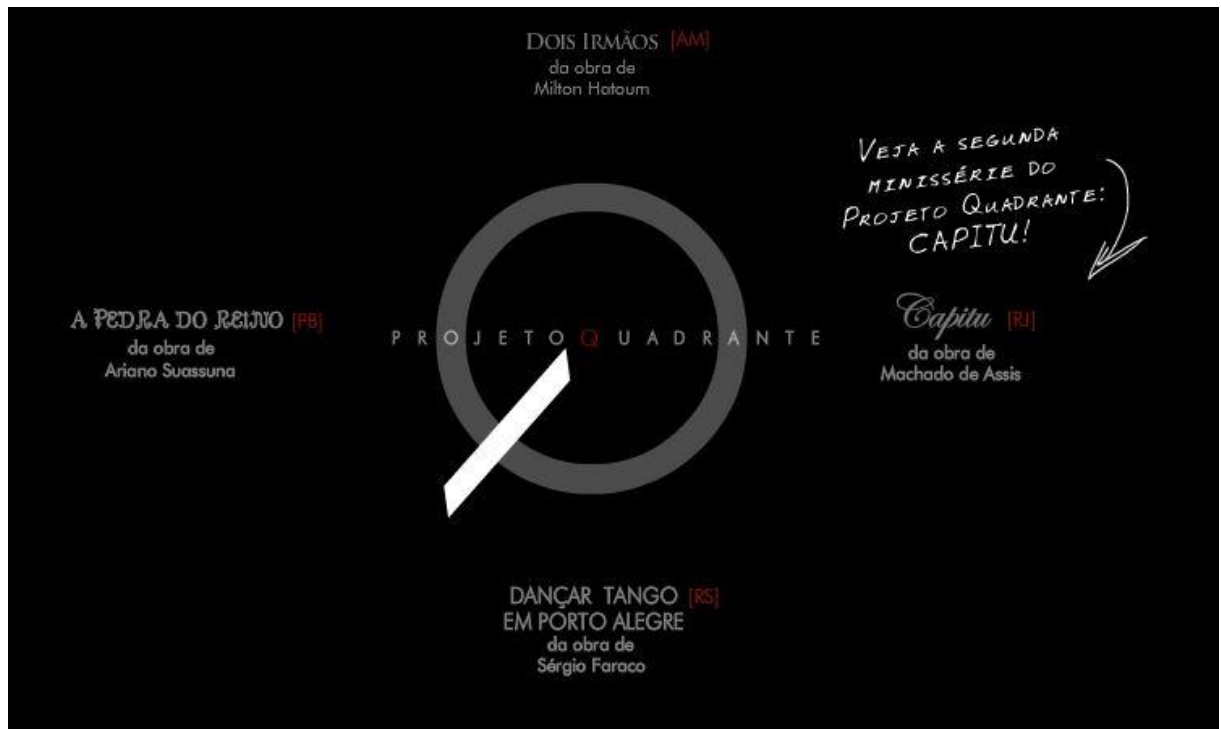 DOIS IRMÃOS [AM]
da obra de
Milton Hatoum
VEJA A SEGUNDA
MINISSÉRIE DO
PROJETO QUADRANTE:
CAPITU!
A PEDRA DO REINO [PB]
da obra de
Ariano Suassuna
PROJETO QUADRANTE
Capitu [RJ]
da obra de
Machado de Assis
DANÇAR TANGO [RS]
EM PORTO ALEGRE
da obra de
Sérgio Faraco